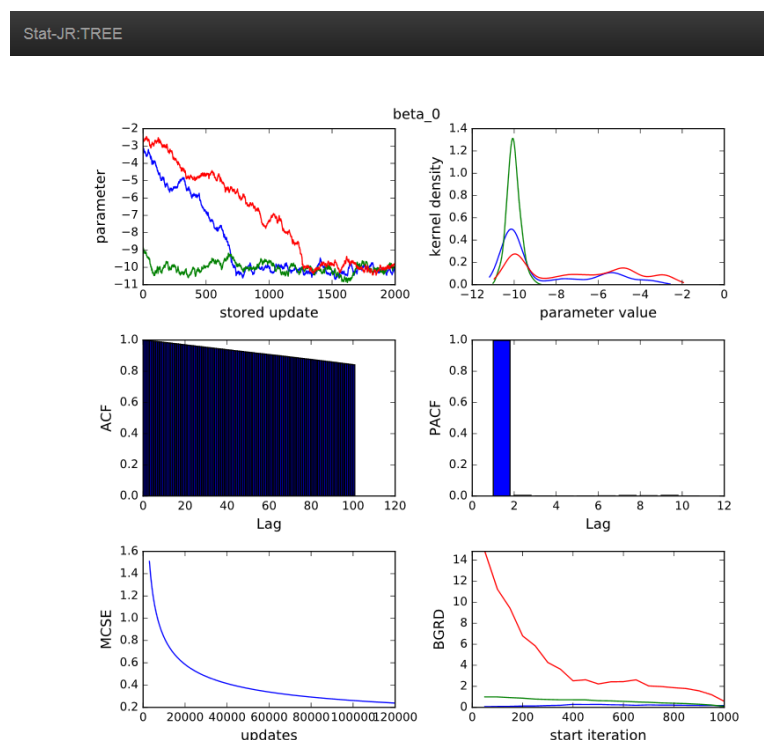 Stat-JR:TREE
beta_0
−2
−3
−4
−5
−6
−7
−8
−9
−10
−11
parameter
0 500 1000 1500 2000
stored update
1.4
1.2
1.0
0.8
0.6
0.4
0.2
0.0
kernel density
−12 −10 −8 −6 −4 −2 0
parameter value
1.0
0.8
0.6
0.4
0.2
0.0
ACF
0 20 40 60 80 100 120
Lag
1.0
0.8
0.6
0.4
0.2
0.0
PACF
0 2 4 6 8 10 12
Lag
1.6
1.4
1.2
1.0
0.8
0.6
0.4
0.2
MCSE
0 20000 40000 60000 80000 100000 120000
updates
14
12
10
8
6
4
2
0
BGRD
0 200 400 600 800 1000
start iteration